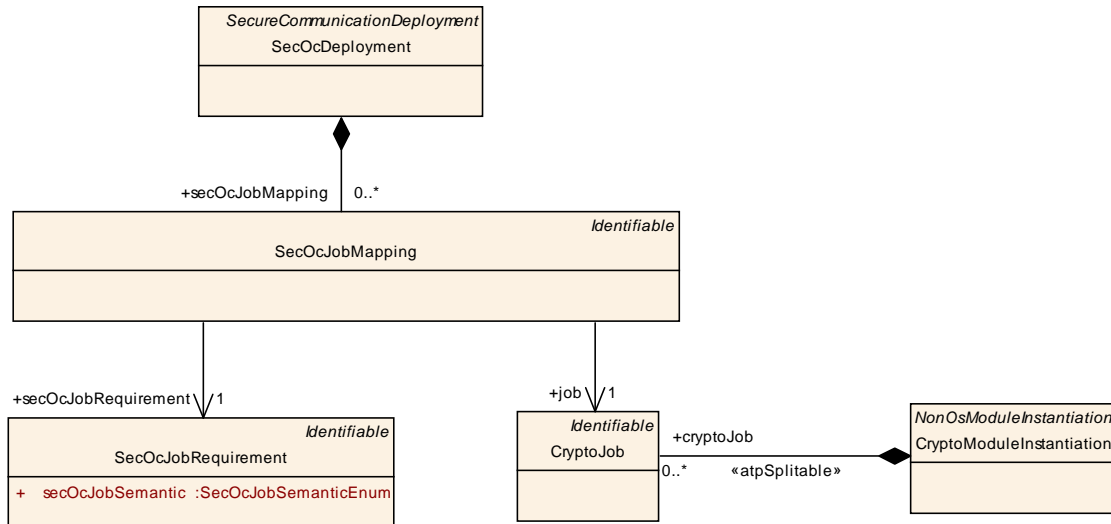 SecureCommunicationDeployment
SecOcDeployment
+secOcJobMapping 0..*
Identifiable
SecOcJobMapping
+secOcJobRequirement 1
+job 1
Identifiable
SecOcJobRequirement
+ secOcJobSemantic :SecOcJobSemanticEnum
Identifiable
CryptoJob
+cryptoJob
0..* «atpSplitable»
NonOsModuleInstantiation
CryptoModuleInstantiation